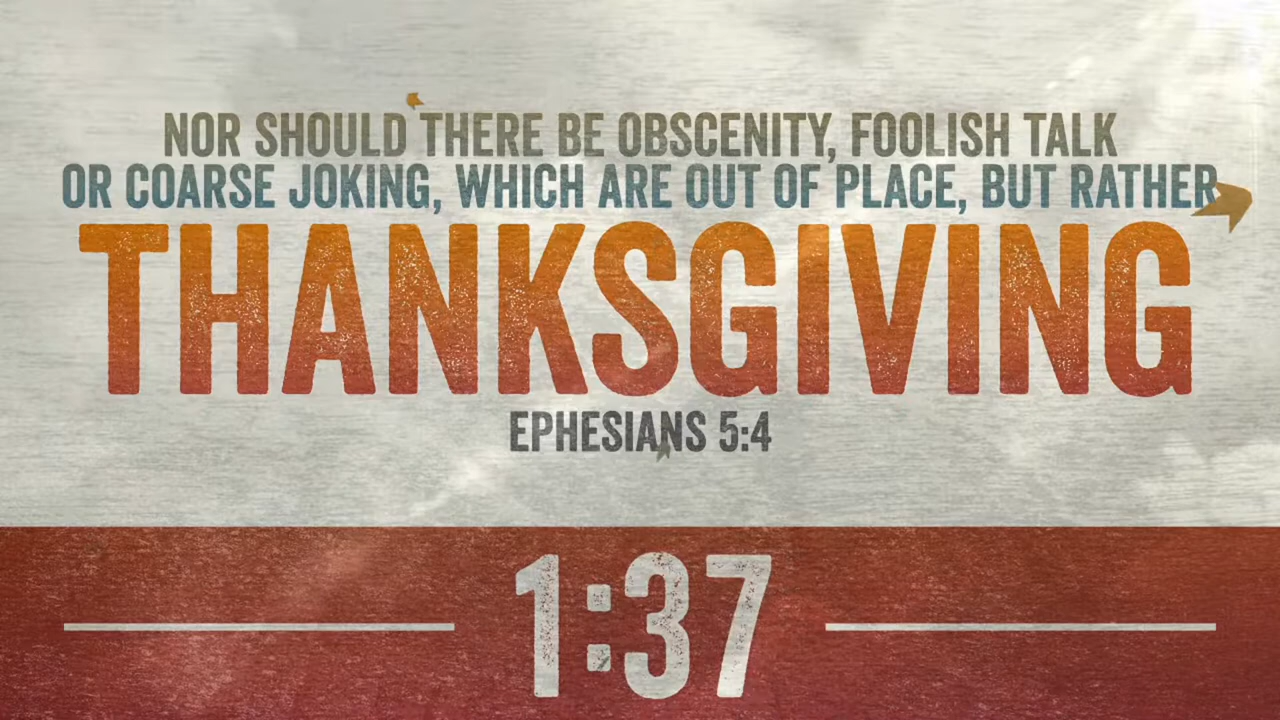 NOR SHOULD THERE BE OBSCENITY, FOOLISH TALK
OR COARSE JOKING, WHICH ARE OUT OF PLACE, BUT RATHER
THANKSGIVING
EPHESIANS 5:4
1:37